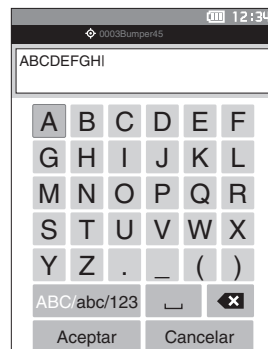 12:34
0003Bumper45
ABCDEFGHI
A B C D E F
G H I J K L
M N O P Q R
S T U V W X
Y Z . _ ( )
ABC/abc/123
Aceptar Cancelar